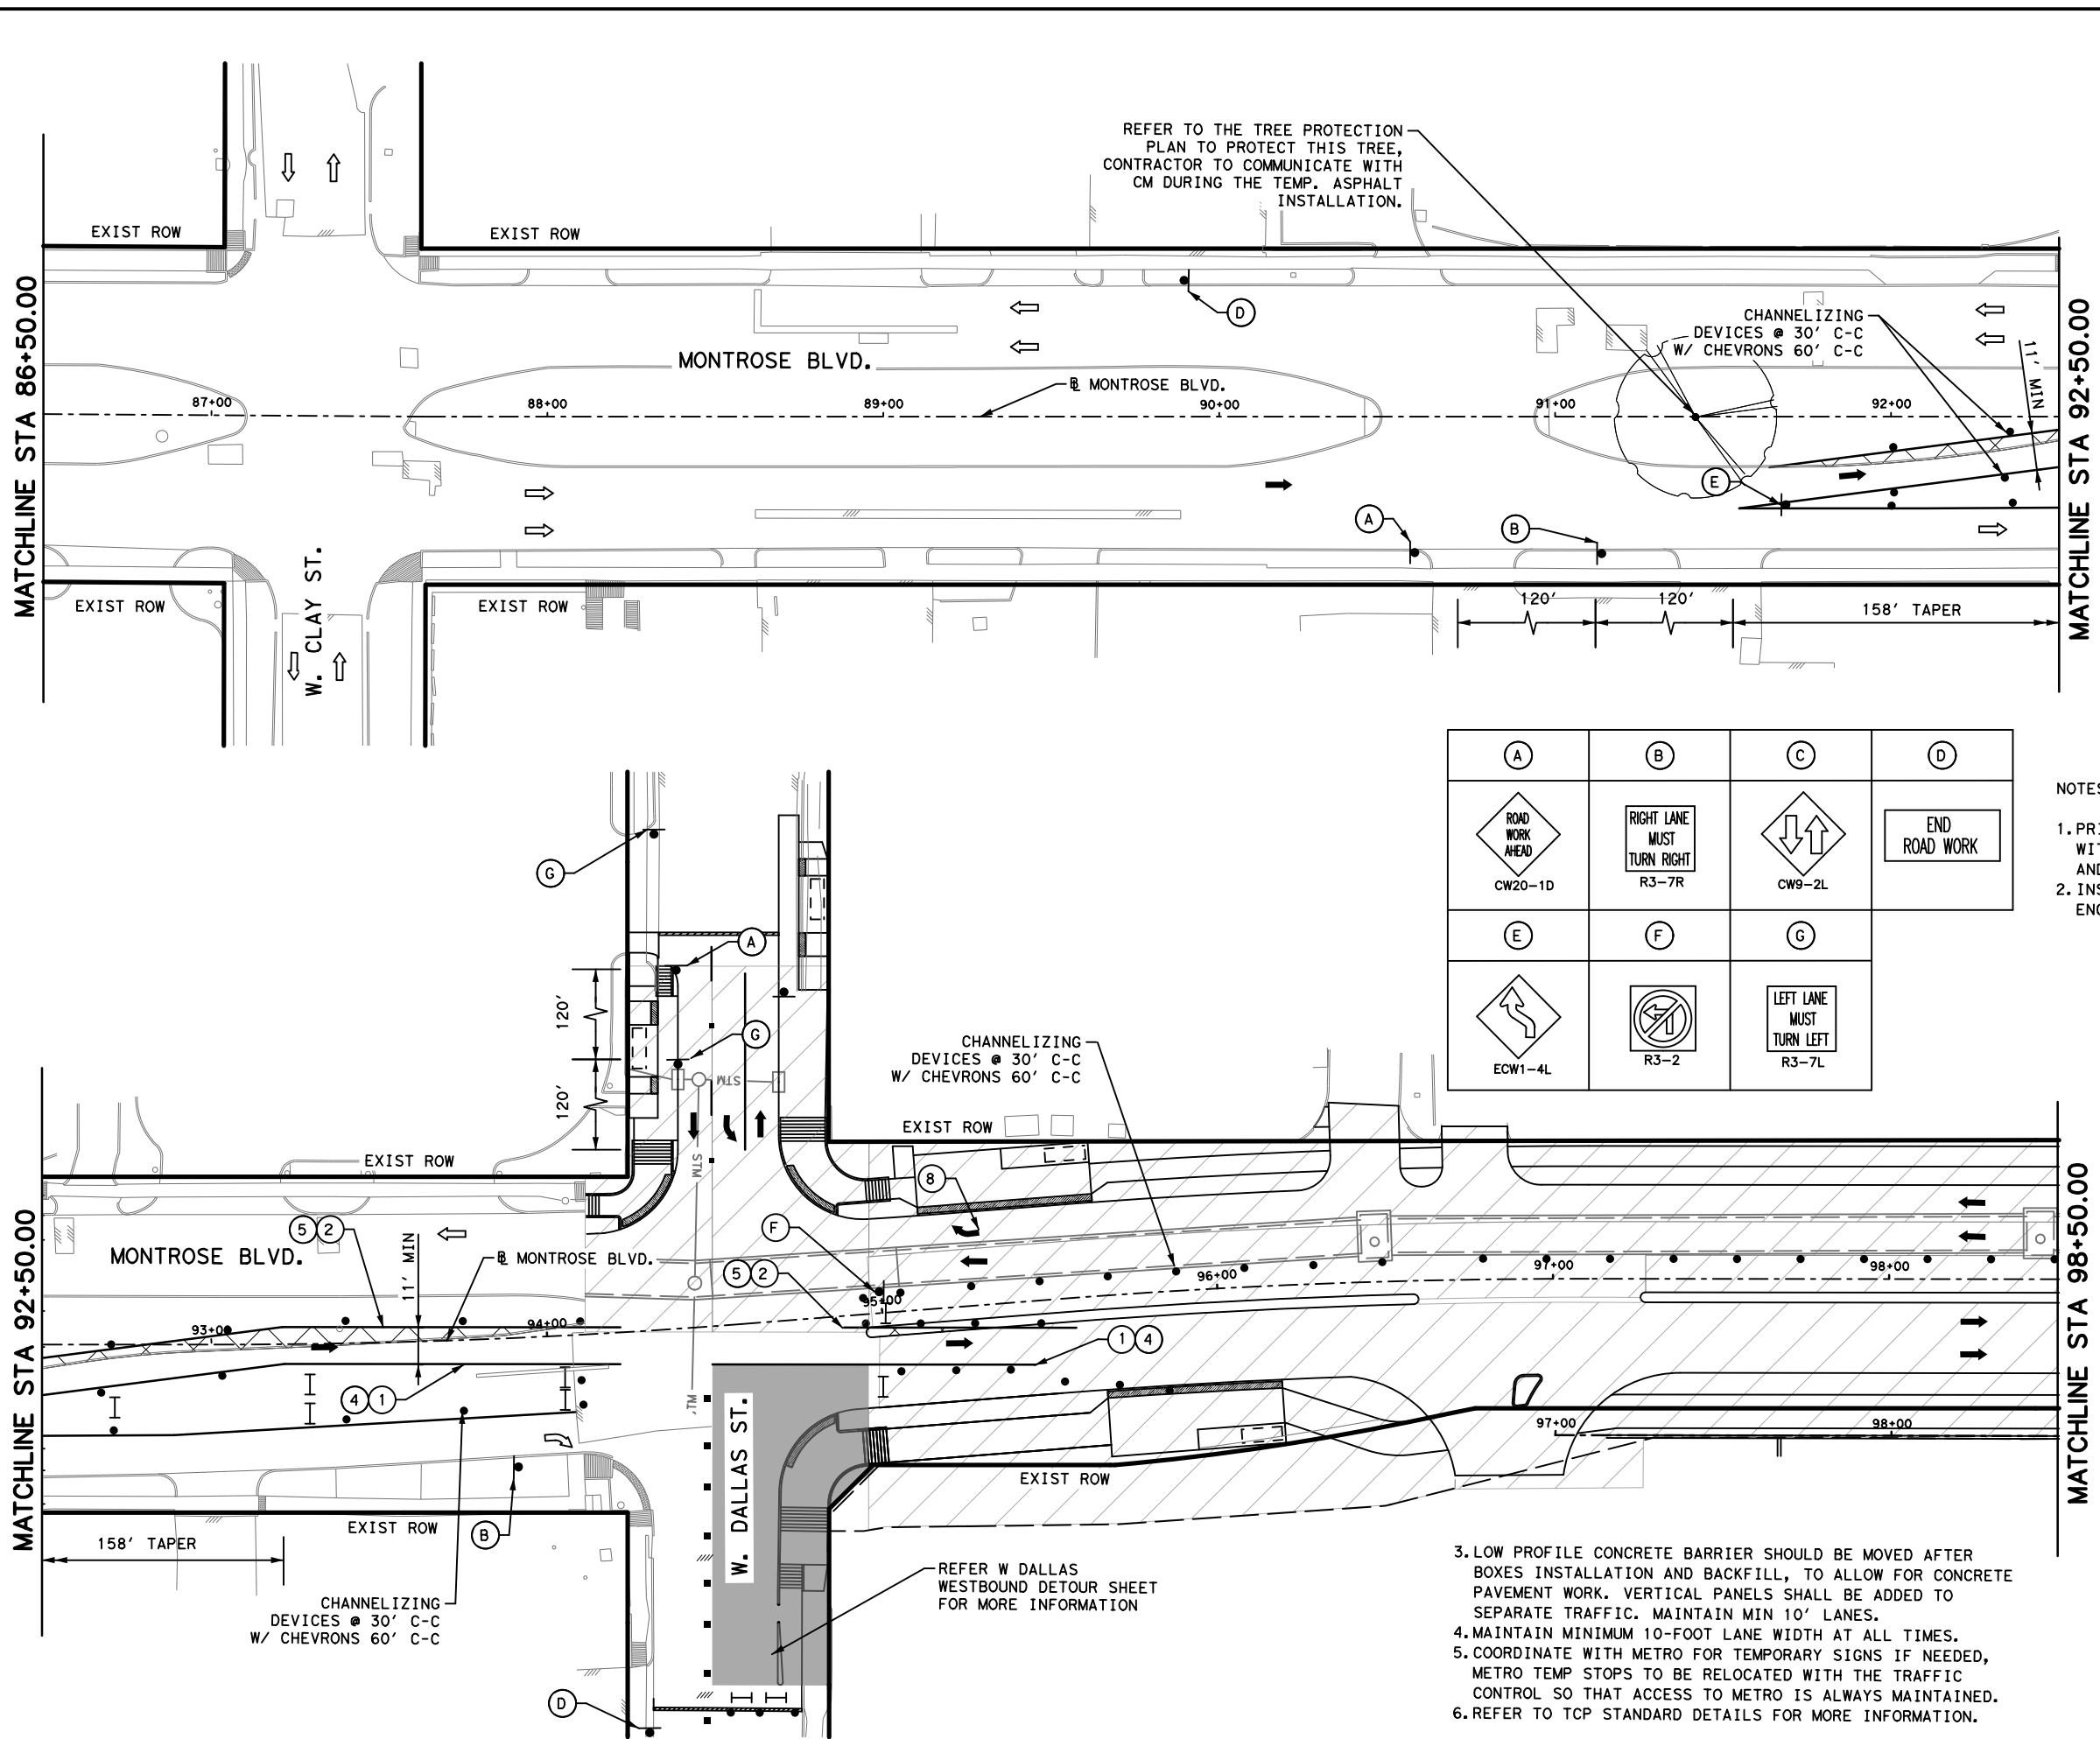 REFER TO THE TREE PROTECTION
PLAN TO PROTECT THIS TREE,
CONTRACTOR TO COMMUNICATE WITH
CM DURING THE TEMP. ASPHALT
INSTALLATION.
EXIST ROW
EXIST ROW
MATCHLINE STA 86+50.00
MATCHLINE STA 92+50.00
D
CHANNELIZING
DEVICES @ 30' C-C
W/ CHEVRONS 60' C-C
11' MIN
MONTROSE BLVD.
℄ MONTROSE BLVD.
87+00
88+00
89+00
90+00
91+00
92+00
E
A
B
W. CLAY ST.
EXIST ROW
EXIST ROW
120'
120'
158' TAPER
A
B
C
D
ROAD
WORK
AHEAD
CW20-1D
RIGHT LANE
MUST
TURN RIGHT
R3-7R
CW9-2L
END
ROAD WORK
E
F
G
ECW1-4L
R3-2
LEFT LANE
MUST
TURN LEFT
R3-7L
NOTES
1. PRI
WIT
AND
2. INS
ENG
G
A
120'
G
120'
STM
STM
CHANNELIZING
DEVICES @ 30' C-C
W/ CHEVRONS 60' C-C
EXIST ROW
EXIST ROW
MATCHLINE STA 92+50.00
MATCHLINE STA 98+50.00
5 2
8
F
MONTROSE BLVD.
11' MIN
℄ MONTROSE BLVD.
5 2
93+00
94+00
95+00
96+00
97+00
98+00
1 4
4 1
W. DALLAS ST.
97+00
98+00
EXIST ROW
EXIST ROW
B
158' TAPER
CHANNELIZING
DEVICES @ 30' C-C
W/ CHEVRONS 60' C-C
REFER W DALLAS
WESTBOUND DETOUR SHEET
FOR MORE INFORMATION
D
3. LOW PROFILE CONCRETE BARRIER SHOULD BE MOVED AFTER
BOXES INSTALLATION AND BACKFILL, TO ALLOW FOR CONCRETE
PAVEMENT WORK. VERTICAL PANELS SHALL BE ADDED TO
SEPARATE TRAFFIC. MAINTAIN MIN 10' LANES.
4. MAINTAIN MINIMUM 10-FOOT LANE WIDTH AT ALL TIMES.
5. COORDINATE WITH METRO FOR TEMPORARY SIGNS IF NEEDED,
METRO TEMP STOPS TO BE RELOCATED WITH THE TRAFFIC
CONTROL SO THAT ACCESS TO METRO IS ALWAYS MAINTAINED.
6. REFER TO TCP STANDARD DETAILS FOR MORE INFORMATION.